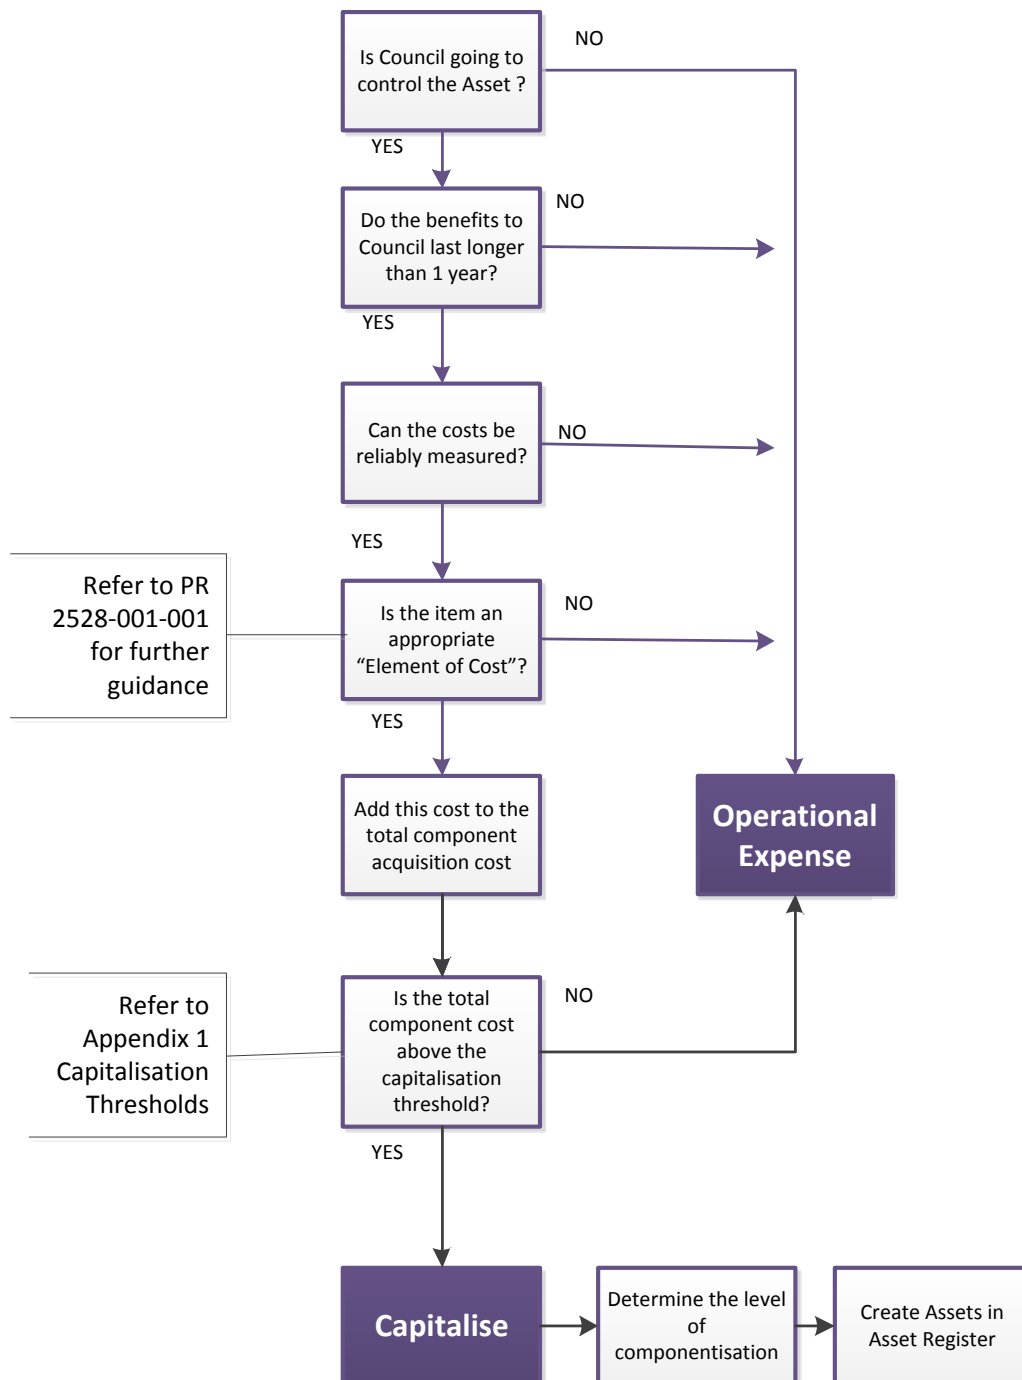 Is Council going to
control the Asset ?
NO
YES
Do the benefits to
Council last longer
than 1 year?
NO
YES
Can the costs be
reliably measured?
NO
YES
Refer to PR
2528-001-001
for further
guidance
Is the item an
appropriate
“Element of Cost”?
NO
YES
Add this cost to the
total component
acquisition cost
Operational
Expense
Refer to
Appendix 1
Capitalisation
Thresholds
Is the total
component cost
above the
capitalisation
threshold?
NO
YES
Capitalise
Determine the level
of
componentisation
Create Assets in
Asset Register